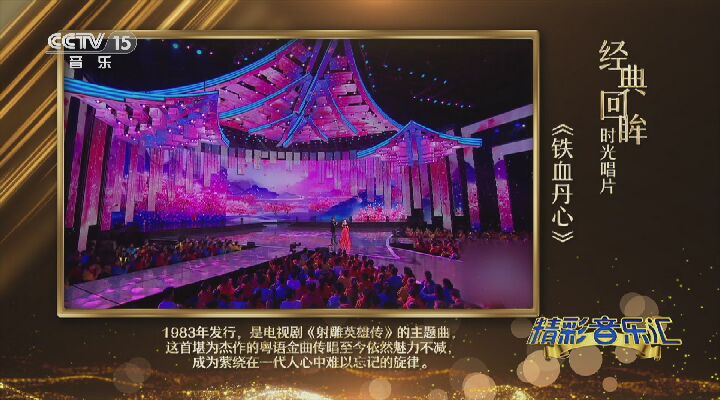 CCTV 15
音乐
经典回眸
时光唱片
《铁血丹心》
1983年发行，是电视剧《射雕英雄传》的主题曲，
这首堪为杰作的粤语金曲传唱至今依然魅力不减，
成为萦绕在一代人心中难以忘记的旋律。
精彩音乐汇